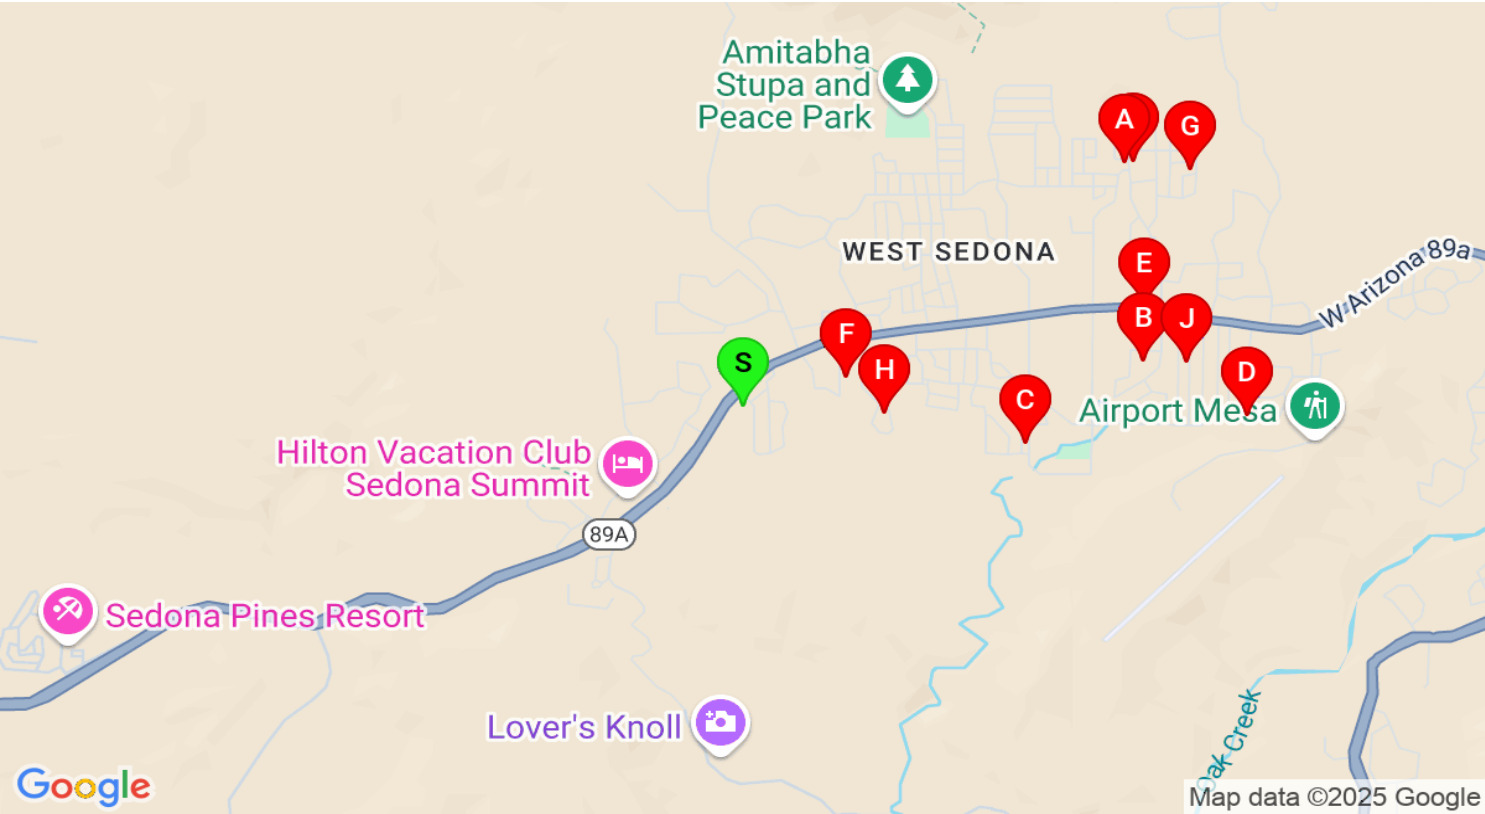 Amitabha
Stupa and
Peace Park
A
G
WEST SEDONA
W Arizona 89a
E
B
J
F
S
H
D
C
Airport Mesa
Hilton Vacation Club
Sedona Summit
89A
Sedona Pines Resort
Lover's Knoll
Oak Creek
Google
Map data ©2025 Google